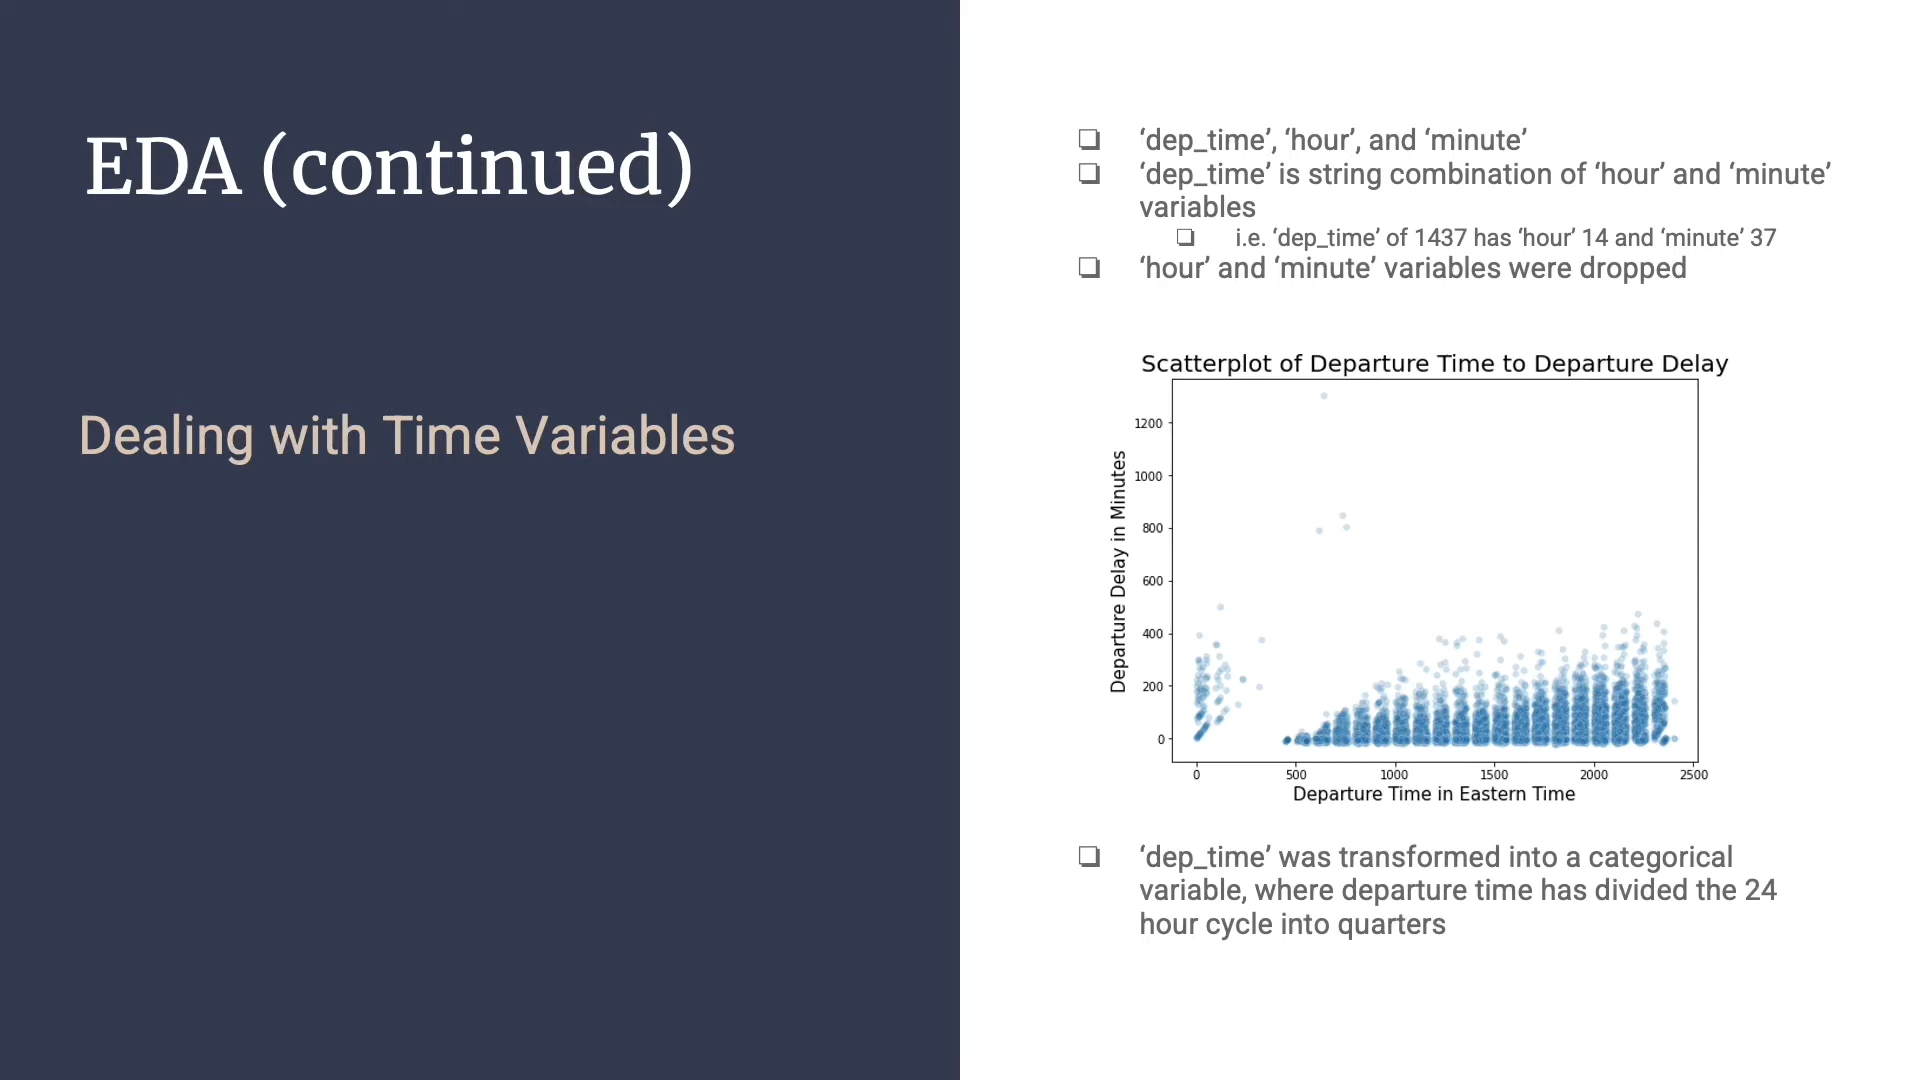 EDA (continued)
Dealing with Time Variables
‘dep_time’, ‘hour’, and ‘minute’
‘dep_time’ is string combination of ‘hour’ and ‘minute’
variables
i.e. ‘dep_time’ of 1437 has ‘hour’ 14 and ‘minute’ 37
‘hour’ and ‘minute’ variables were dropped
Scatterplot of Departure Time to Departure Delay
Departure Delay in Minutes
1200
1000
800
600
400
200
0
0 500 1000 1500 2000 2500
Departure Time in Eastern Time
‘dep_time’ was transformed into a categorical
variable, where departure time has divided the 24
hour cycle into quarters